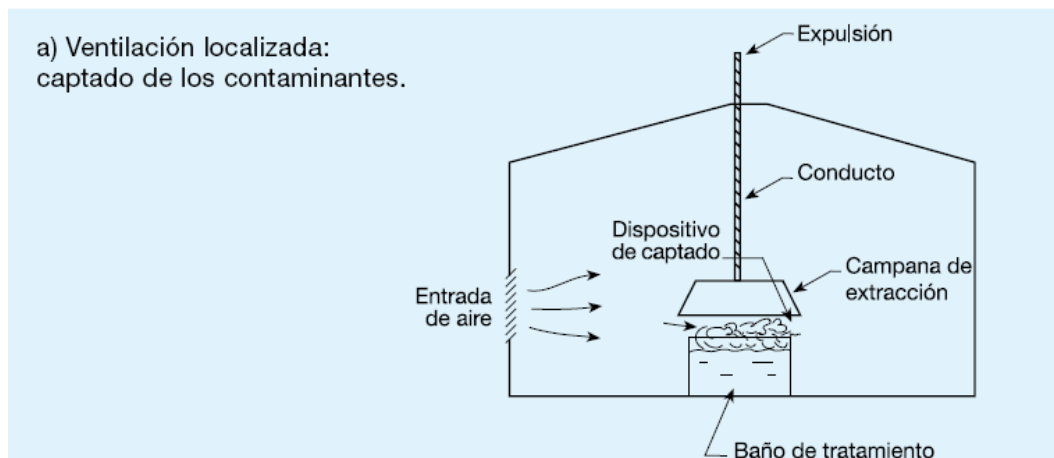 a) Ventilación localizada:
captado de los contaminantes.
Expulsión
Conducto
Dispositivo
de captado
Campana de
extracción
Entrada
de aire
Baño de tratamiento